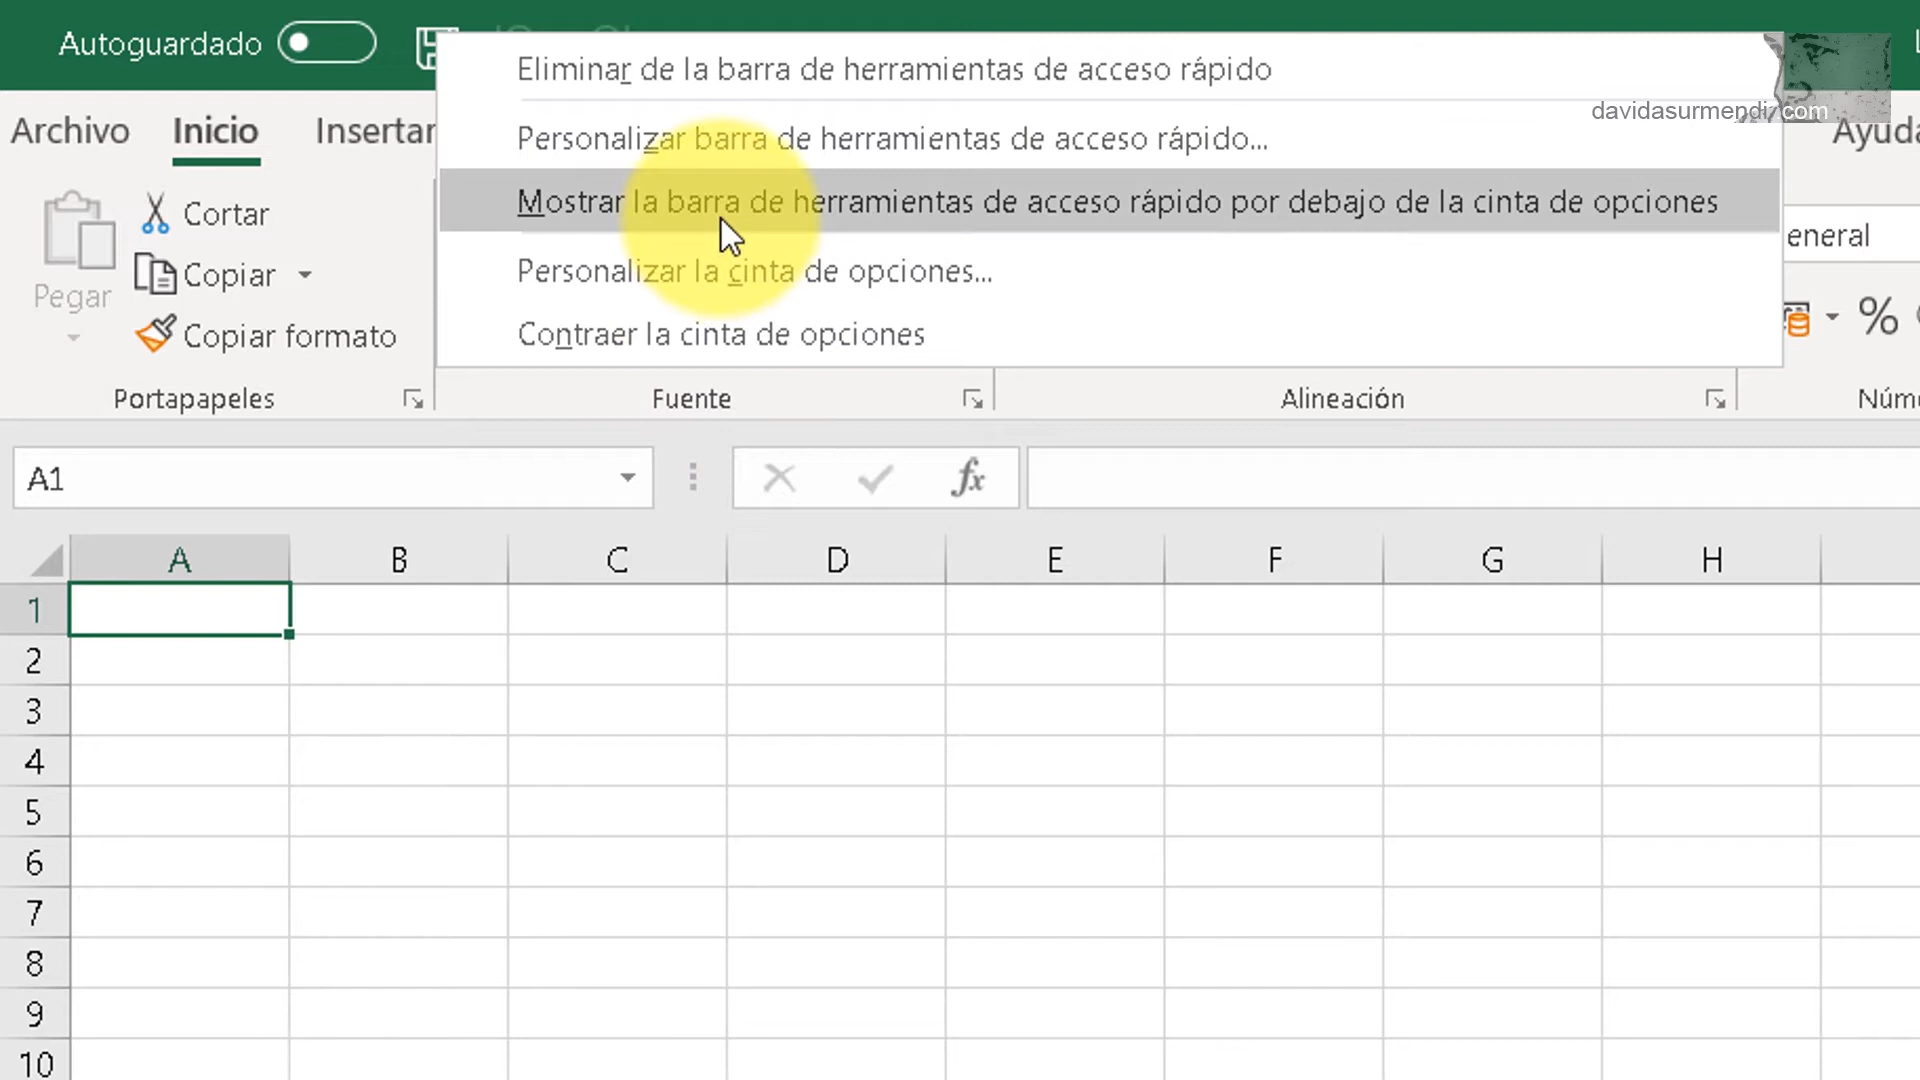 Autoguardado
Eliminar de la barra de herramientas de acceso rápido
Personalizar barra de herramientas de acceso rápido...
Mostrar la barra de herramientas de acceso rápido por debajo de la cinta de opciones
Personalizar la cinta de opciones...
Contraer la cinta de opciones
davidasurmendi.com
Archivo Inicio Insertar Ayuda
Cortar
Copiar
Pegar
Copiar formato
eneral
%
Portapapeles Fuente Alineación Núm
A1 fx
A B C D E F G H
1
2
3
4
5
6
7
8
9
10